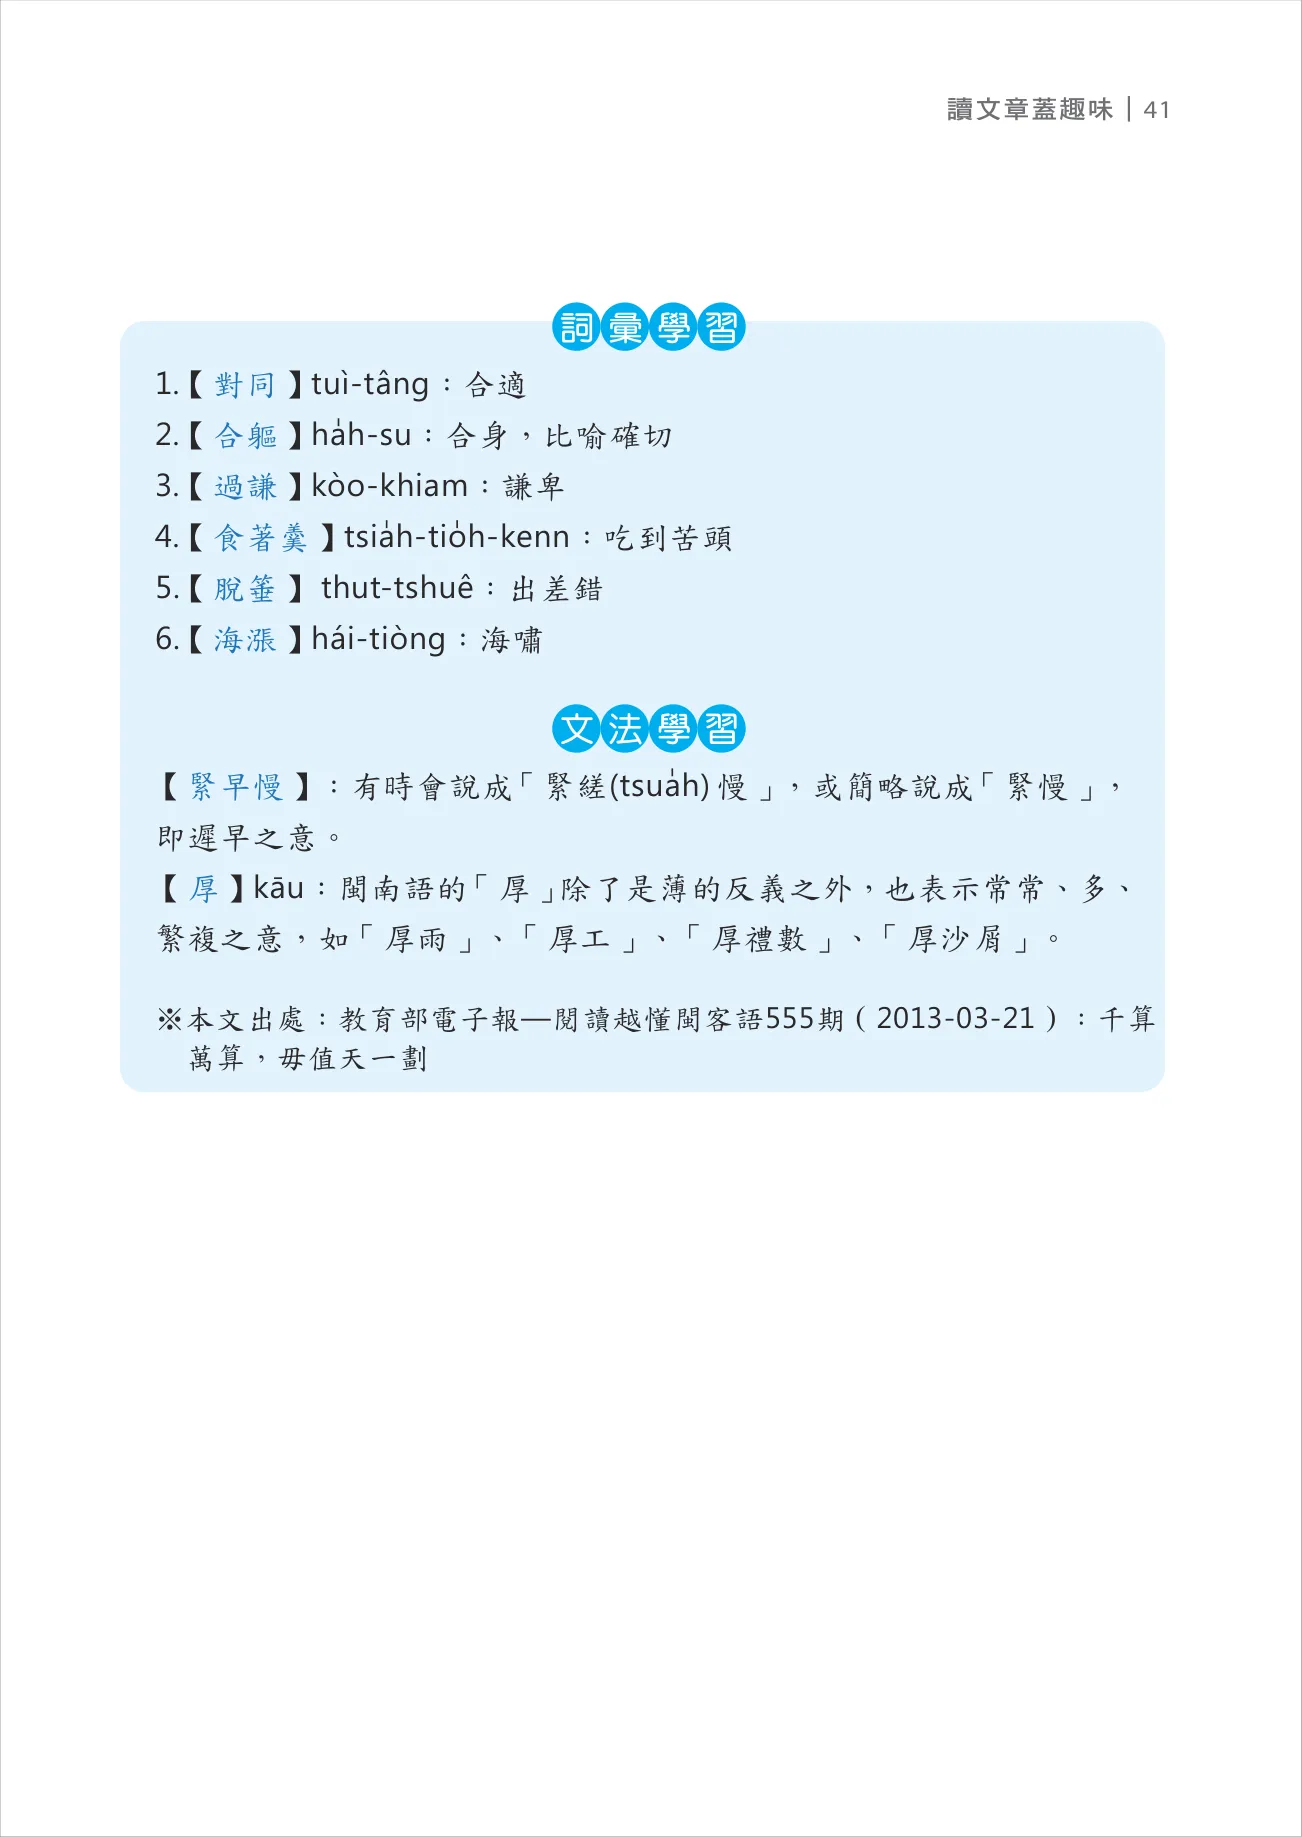 讀文章蓋趣味｜41
詞彙學習
1.【對同】tuì-tâng：合適
2.【合軀】ha̍h-su：合身，比喻確切
3.【過謙】kòo-khiam：謙卑
4.【食著羹】tsia̍h-tio̍h-kenn：吃到苦頭
5.【脫箠】thut-tshuê：出差錯
6.【海漲】hái-tiòng：海嘯
文法學習
【緊早慢】：有時會說成「緊縒(tsua̍h)慢」，或簡略說成「緊慢」，
即遲早之意。
【厚】kāu：閩南語的「厚」除了是薄的反義之外，也表示常常、多、
繁複之意，如「厚雨」、「厚工」、「厚禮數」、「厚沙屑」。
※本文出處：教育部電子報—閱讀越懂閩客語555期（2013-03-21）：千算
萬算，毋值天一劃